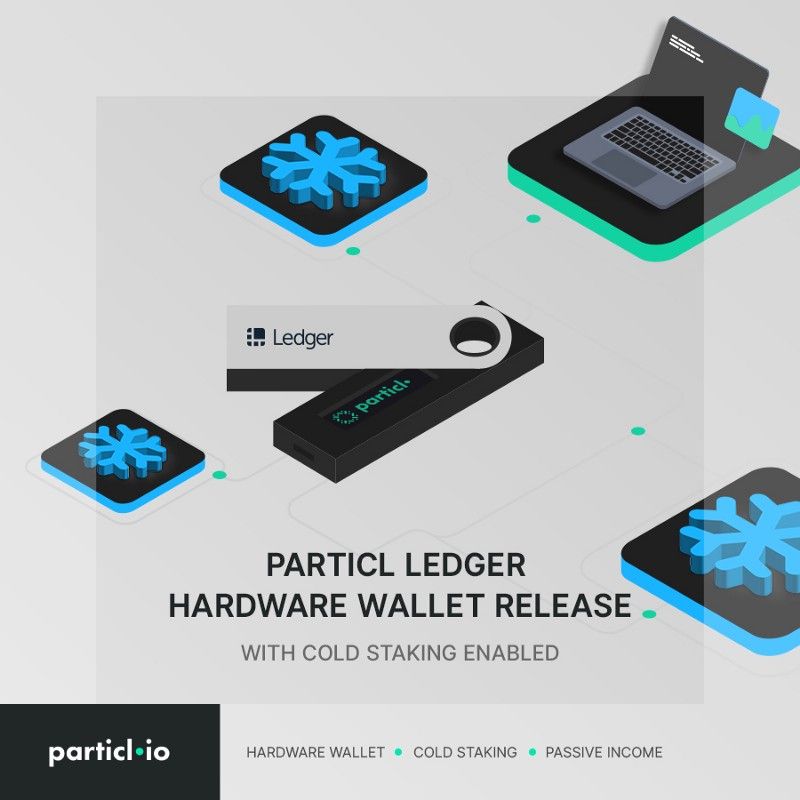 Ledger
particl
PARTICL LEDGER
HARDWARE WALLET RELEASE
WITH COLD STAKING ENABLED
particl•io
HARDWARE WALLET • COLD STAKING • PASSIVE INCOME